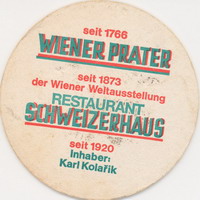 seit 1766
WIENER PRATER
seit 1873
der Wiener Weltausstellung
RESTAURANT
SCHWEIZERHAUS
seit 1920
Inhaber:
Karl Kolařik